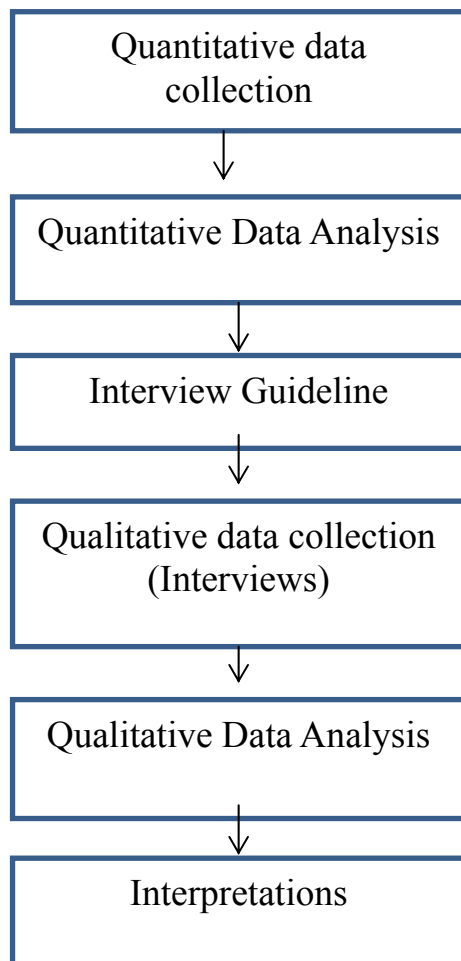 Quantitative data
collection
Quantitative Data Analysis
Interview Guideline
Qualitative data collection
(Interviews)
Qualitative Data Analysis
Interpretations